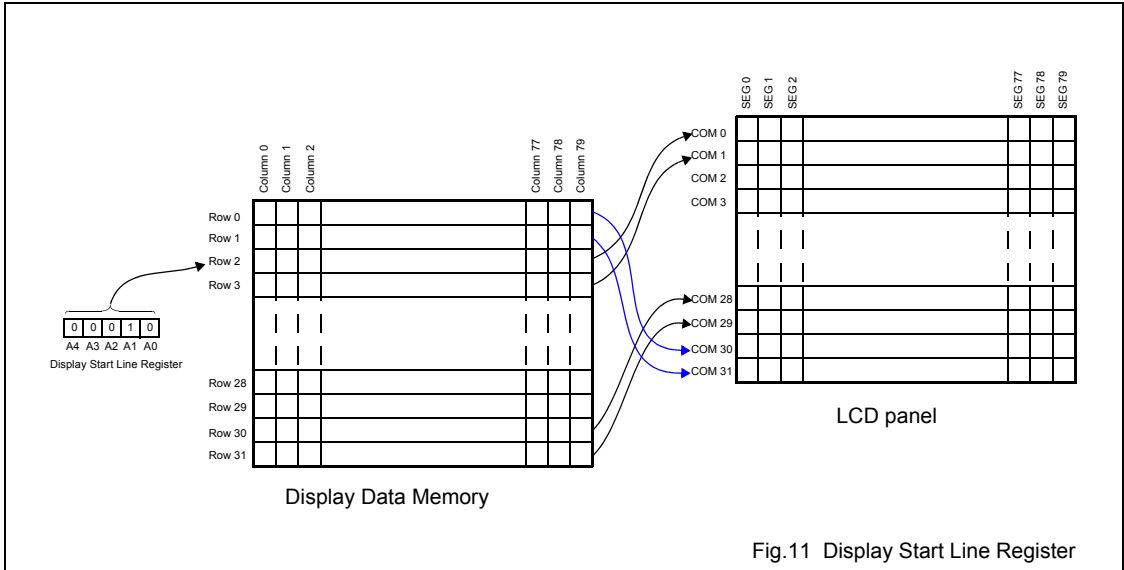 SEG 0
SEG 1
SEG 2
SEG 77
SEG 78
SEG 79
COM 0
COM 1
COM 2
COM 3
COM 28
COM 29
COM 30
COM 31
LCD panel
Column 0
Column 1
Column 2
Column 77
Column 78
Column 79
Row 0
Row 1
Row 2
Row 3
Row 28
Row 29
Row 30
Row 31
Display Data Memory
0 0 0 1 0
A4 A3 A2 A1 A0
Display Start Line Register
Fig.11 Display Start Line Register